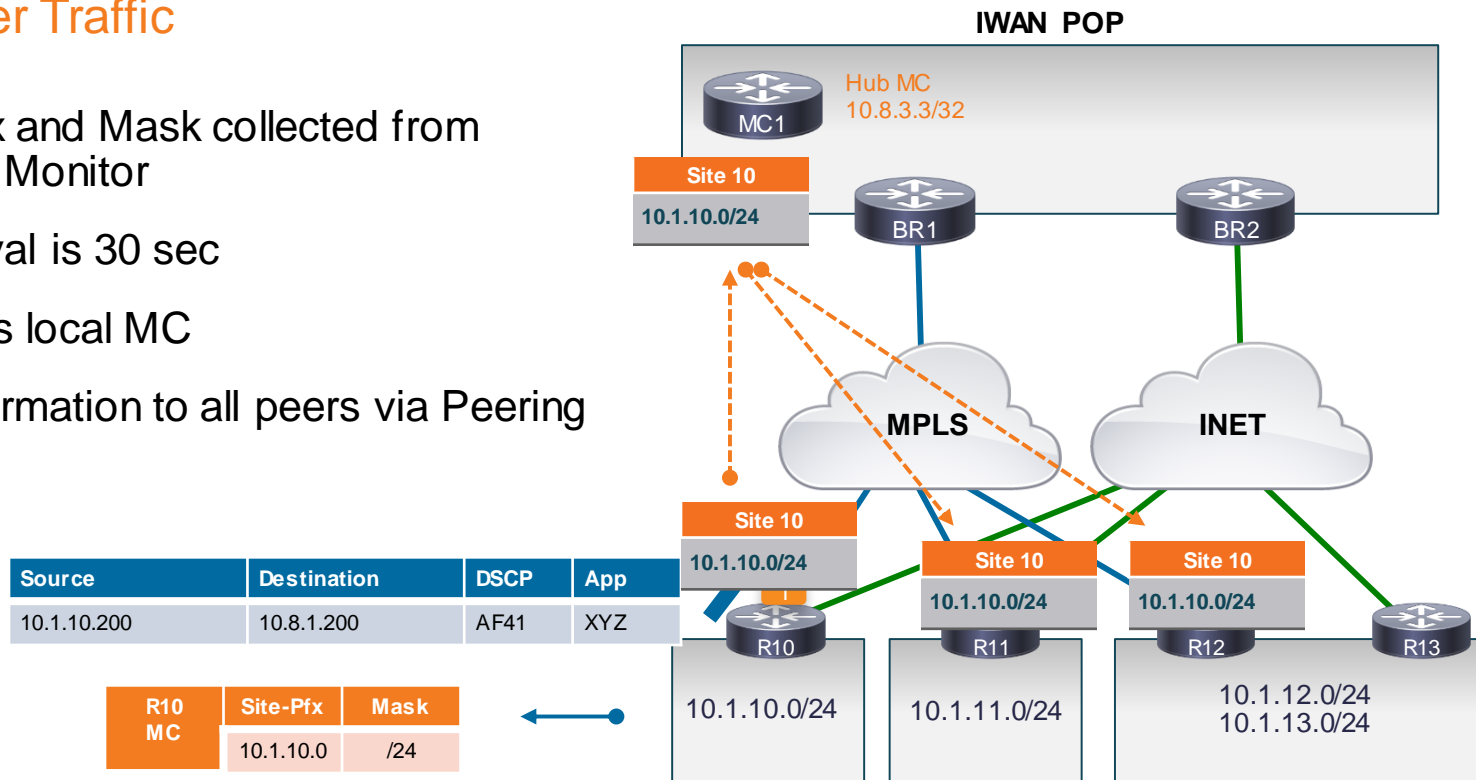 er Traffic
x and Mask collected from
Monitor
val is 30 sec
s local MC
ormation to all peers via Peering
IWAN POP
Hub MC
10.8.3.3/32
MC1
Site 10
10.1.10.0/24
BR1
BR2
MPLS
INET
Site 10
10.1.10.0/24
1
Site 10
10.1.10.0/24
Site 10
10.1.10.0/24
Source Destination DSCP App
10.1.10.200 10.8.1.200 AF41 XYZ
R10
R11
R12
R13
R10
MC
Site-Pfx Mask
10.1.10.0 /24
10.1.10.0/24
10.1.11.0/24
10.1.12.0/24
10.1.13.0/24